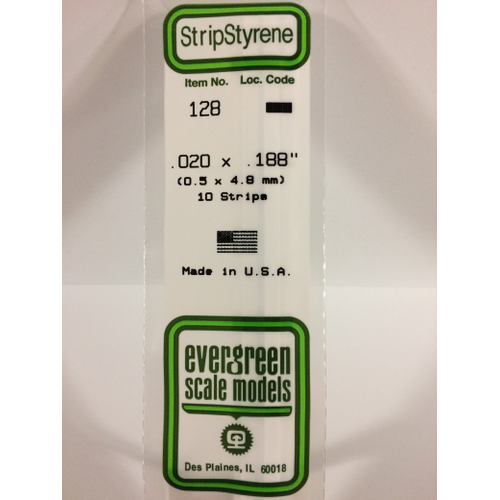 StripStyrene
Item No. Loc. Code
128
.020 x .188"
(0.5 x 4.8 mm)
10 Strips
Made in U.S.A.
evergreen
scale models
Des Plaines, IL 60018